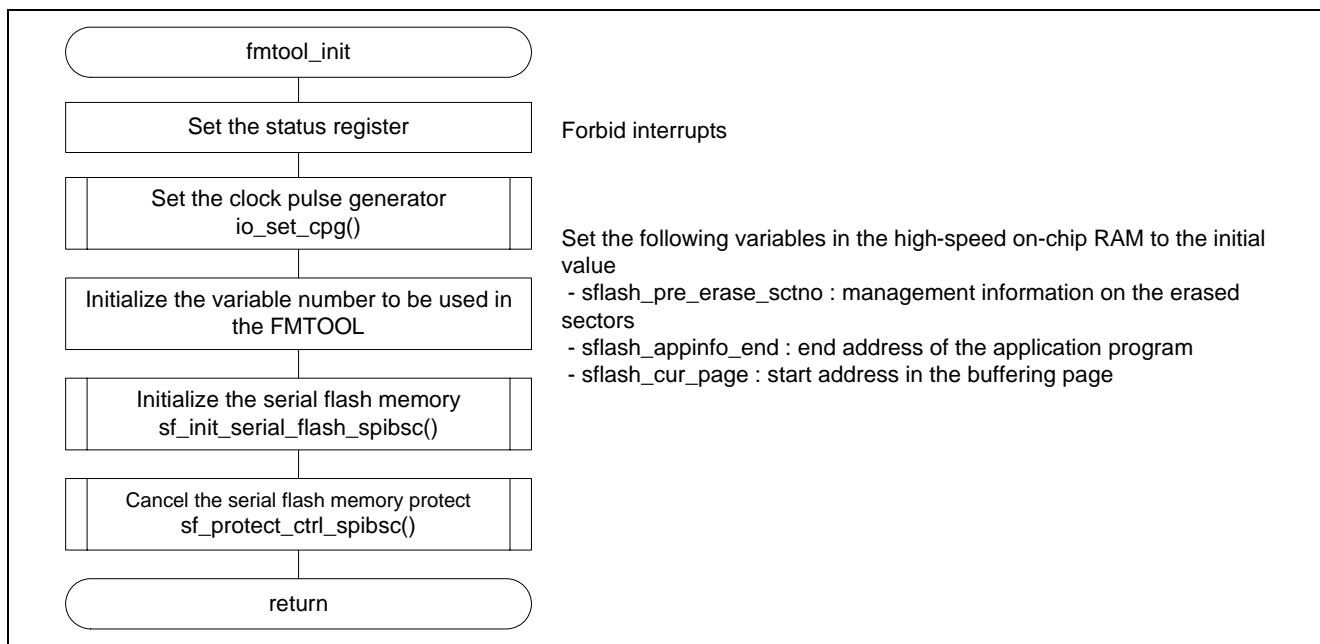 fmtool_init
Set the status register
Forbid interrupts
Set the clock pulse generator
io_set_cpg()
Set the following variables in the high-speed on-chip RAM to the initial
value
- sflash_pre_erase_sctno : management information on the erased
sectors
- sflash_appinfo_end : end address of the application program
- sflash_cur_page : start address in the buffering page
Initialize the variable number to be used in
the FMTOOL
Initialize the serial flash memory
sf_init_serial_flash_spibsc()
Cancel the serial flash memory protect
sf_protect_ctrl_spibsc()
return